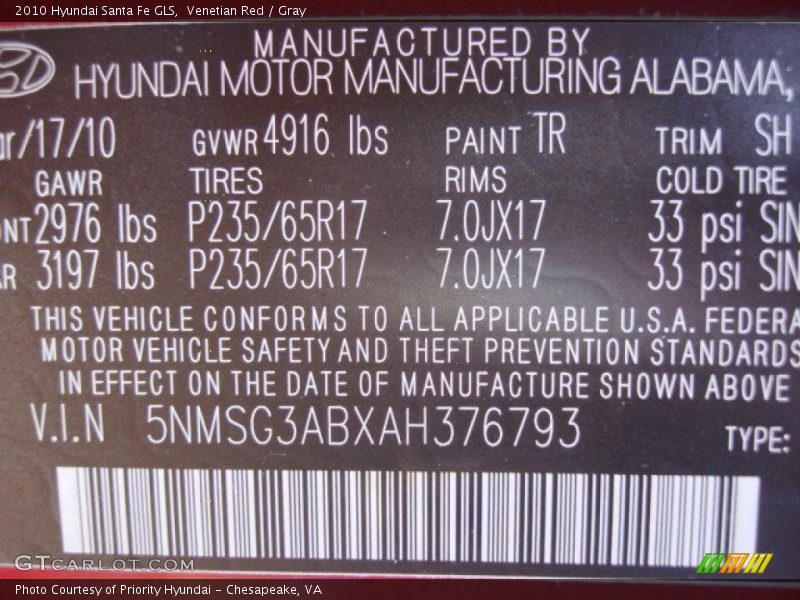 2010 Hyundai Santa Fe GLS, Venetian Red / Gray
MANUFACTURED BY
HYUNDAI MOTOR MANUFACTURING ALABAMA,
/17/10 GVWR 4916 lbs PAINT TR TRIM SH
GAWR TIRES RIMS COLD TIRE
2976 lbs P235/65R17 7.0JX17 33 psi SIN
3197 lbs P235/65R17 7.0JX17 33 psi SIN
THIS VEHICLE CONFORMS TO ALL APPLICABLE U.S.A. FEDERA
MOTOR VEHICLE SAFETY AND THEFT PREVENTION STANDARDS
IN EFFECT ON THE DATE OF MANUFACTURE SHOWN ABOVE
V.I.N 5NMSG3ABXAH376793 TYPE:
GTCARLOT.COM
Photo Courtesy of Priority Hyundai - Chesapeake, VA